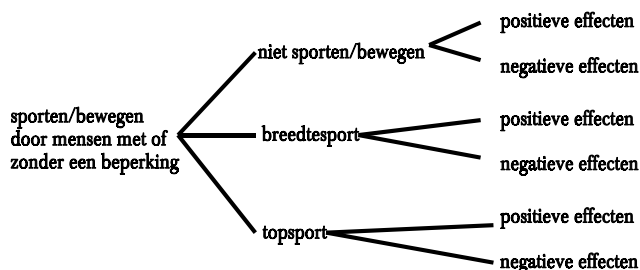 sporten/bewegen
door mensen met of
zonder een beperking
niet sporten/bewegen
positieve effecten
negatieve effecten
breedtesport
positieve effecten
negatieve effecten
topsport
positieve effecten
negatieve effecten